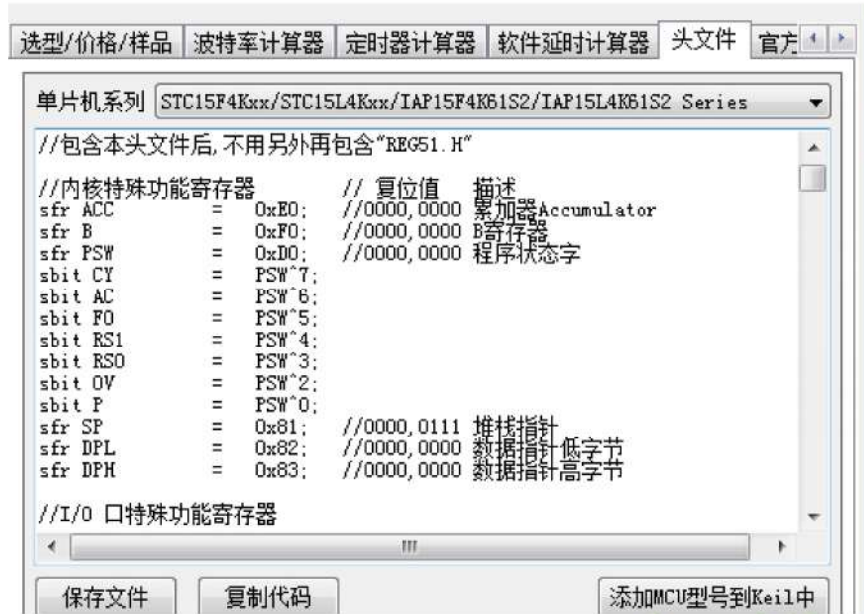 选型/价格/样品 波特率计算器 定时器计算器 软件延时计算器 头文件 官方
单片机系列 STC15F4Kxx/STC15L4Kxx/IAP15F4K61S2/IAP15L4K61S2 Series
//包含本头文件后,不用另外再包含"REG51.H"
//内核特殊功能寄存器 // 复位值 描述
sfr ACC = 0xE0; //0000,0000 累加器Accumulator
sfr B = 0xF0; //0000,0000 B寄存器
sfr PSW = 0xD0; //0000,0000 程序状态字
sbit CY = PSW^7;
sbit AC = PSW^6;
sbit F0 = PSW^5;
sbit RS1 = PSW^4;
sbit RS0 = PSW^3;
sbit OV = PSW^2;
sbit P = PSW^0;
sfr SP = 0x81; //0000,0111 堆栈指针
sfr DPL = 0x82; //0000,0000 数据指针低字节
sfr DPH = 0x83; //0000,0000 数据指针高字节
//I/O 口特殊功能寄存器
保存文件 复制代码 添加MCU型号到Keil中